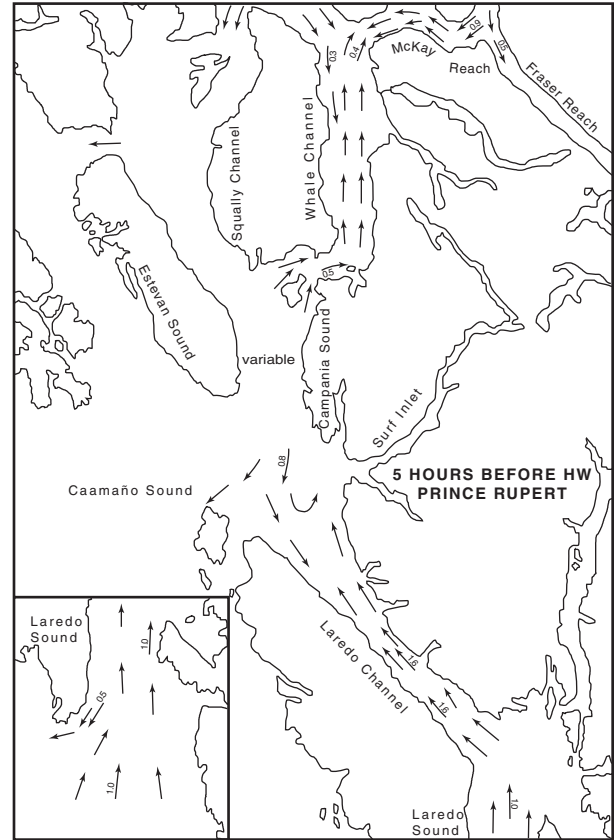 0.3
0.4
McKay
0.9
0.5
Reach
Fraser Reach
Squally Channel
Whale Channel
0.5
Estevan Sound
variable
Campania Sound
Surf Inlet
0.8
5 HOURS BEFORE HW
PRINCE RUPERT
Caamaño Sound
Laredo
Sound
1.0
0.5
1.0
Laredo Channel
1.6
1.6
1.0
Laredo
Sound